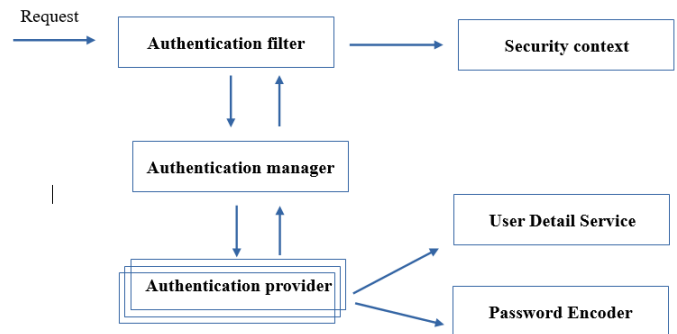 Request
Authentication filter
Security context
Authentication manager
User Detail Service
Authentication provider
Password Encoder